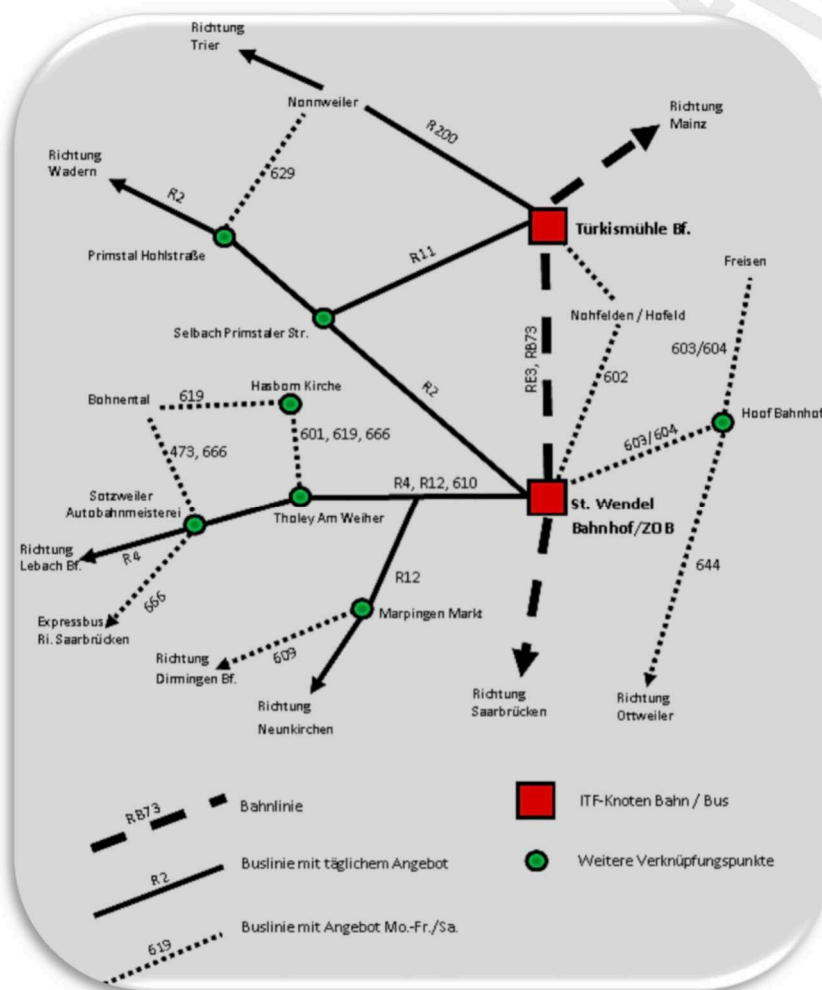 Richtung
Trier
Nonnweiler
R200
Richtung
Mainz
Richtung
Wadern
R2
629
Türkismühle Bf.
Primstal Hohlstraße
R11
Freisen
Selbach Primstaler Str.
Nohfelden / Hofeld
RE3, RB73
603/604
R2
602
Hasborn Kirche
Bohnental
619
Hoof Bahnhof
601, 619, 666
603/604
473, 666
R4, R12, 610
Sotzweiler
Autobahnmeisterei
Tholey Am Weiher
St. Wendel
Bahnhof/ZOB
Richtung
Lebach Bf.
R4
644
R12
666
Expressbus
Ri. Saarbrücken
Marpingen Markt
609
Richtung
Dirmingen Bf.
Richtung
Neunkirchen
Richtung
Saarbrücken
Richtung
Ottweiler
RB73
Bahnlinie
ITF-Knoten Bahn / Bus
R2
Buslinie mit täglichem Angebot
Weitere Verknüpfungspunkte
619
Buslinie mit Angebot Mo.-Fr./Sa.